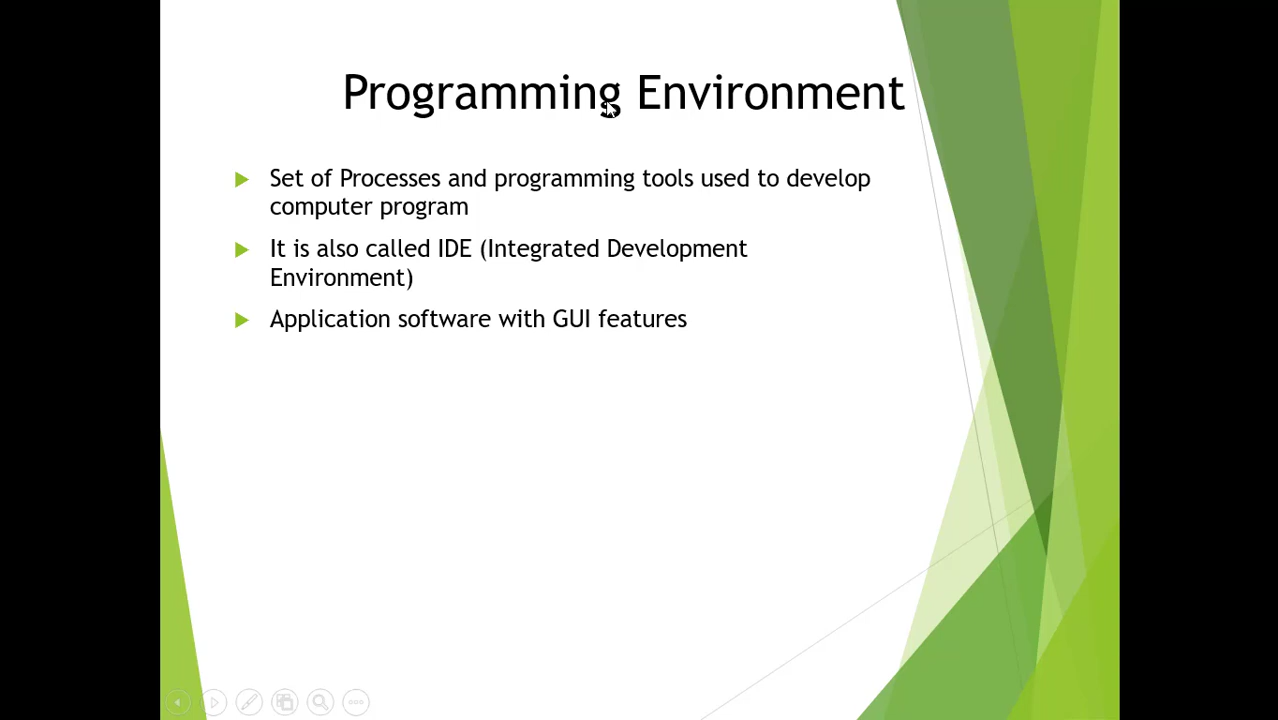 Programming Environment
Set of Processes and programming tools used to develop
computer program
It is also called IDE (Integrated Development
Environment)
Application software with GUI features